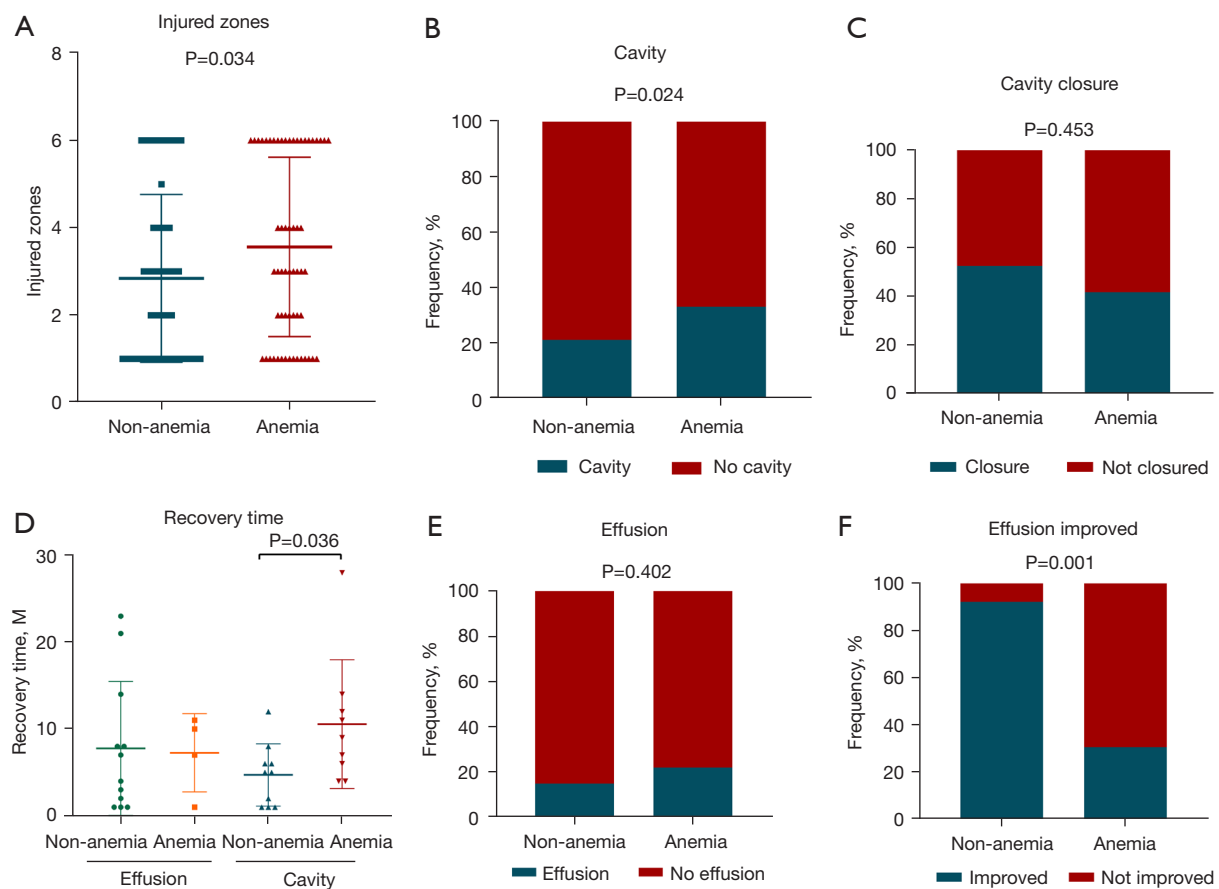 A
Injured zones
P=0.034
8
6
4
2
0
Injured zones
Non-anemia Anemia
B
Cavity
P=0.024
100
80
60
40
20
0
Frequency, %
Non-anemia Anemia
Cavity No cavity
C
Cavity closure
P=0.453
100
80
60
40
20
0
Frequency, %
Non-anemia Anemia
Closure Not closured
D
Recovery time
P=0.036
30
20
10
0
Recovery time, M
Non-anemia Anemia Non-anemia Anemia
Effusion Cavity
E
Effusion
P=0.402
100
80
60
40
20
0
Frequency, %
Non-anemia Anemia
Effusion No effusion
F
Effusion improved
P=0.001
100
80
60
40
20
0
Frequency, %
Non-anemia Anemia
Improved Not improved